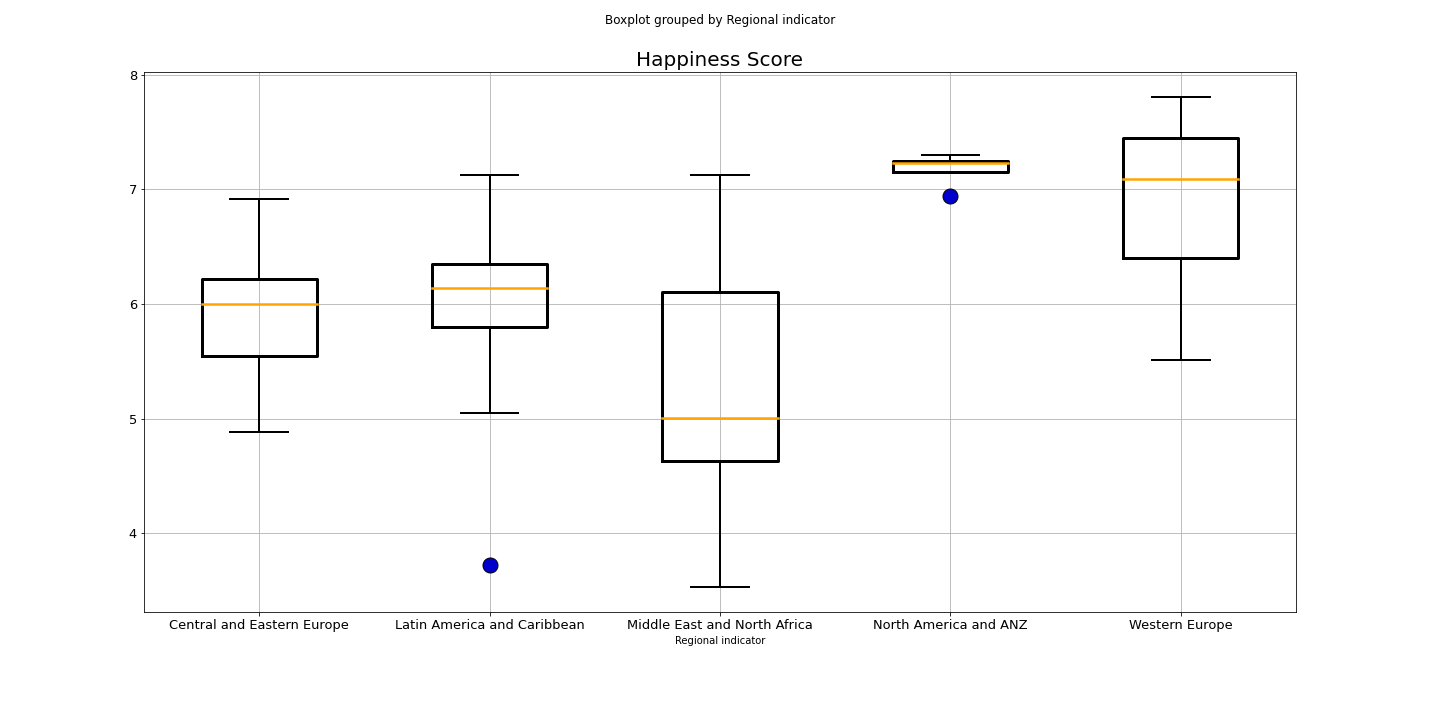 Boxplot grouped by Regional indicator
Happiness Score
8
7
6
5
4
Central and Eastern Europe
Latin America and Caribbean
Middle East and North Africa
North America and ANZ
Western Europe
Regional indicator